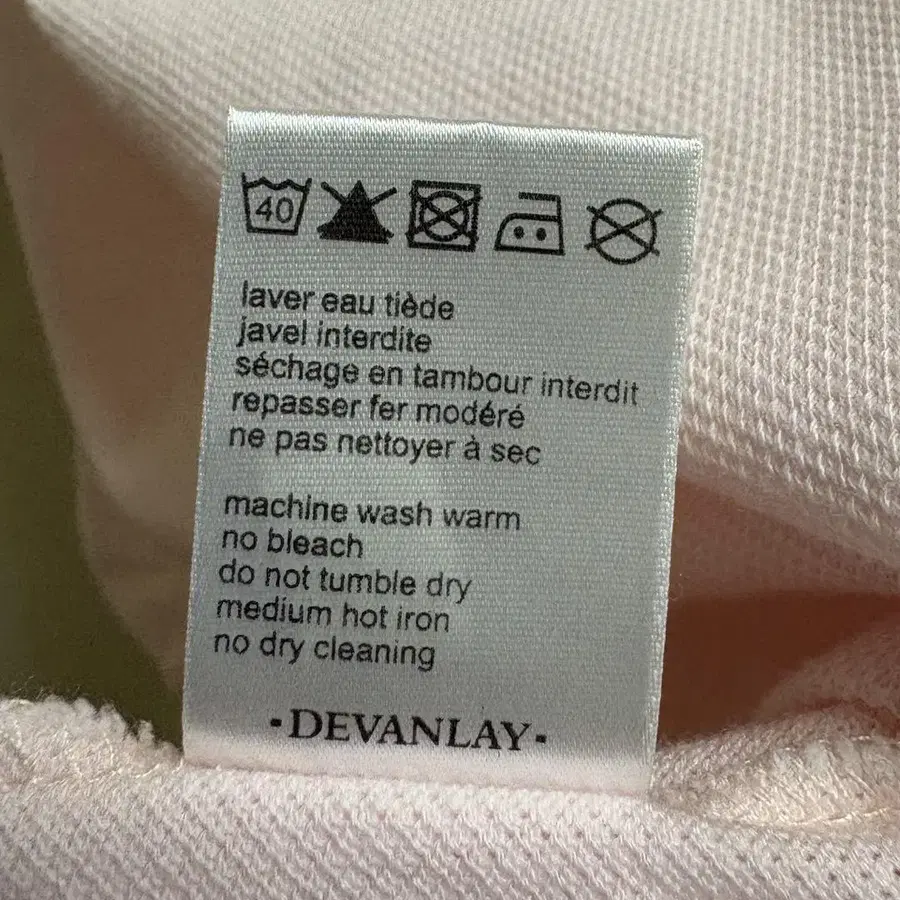 40
laver eau tiède
javel interdite
séchage en tambour interdit
repasser fer modéré
ne pas nettoyer à sec
machine wash warm
no bleach
do not tumble dry
medium hot iron
no dry cleaning
·DEVANLAY·